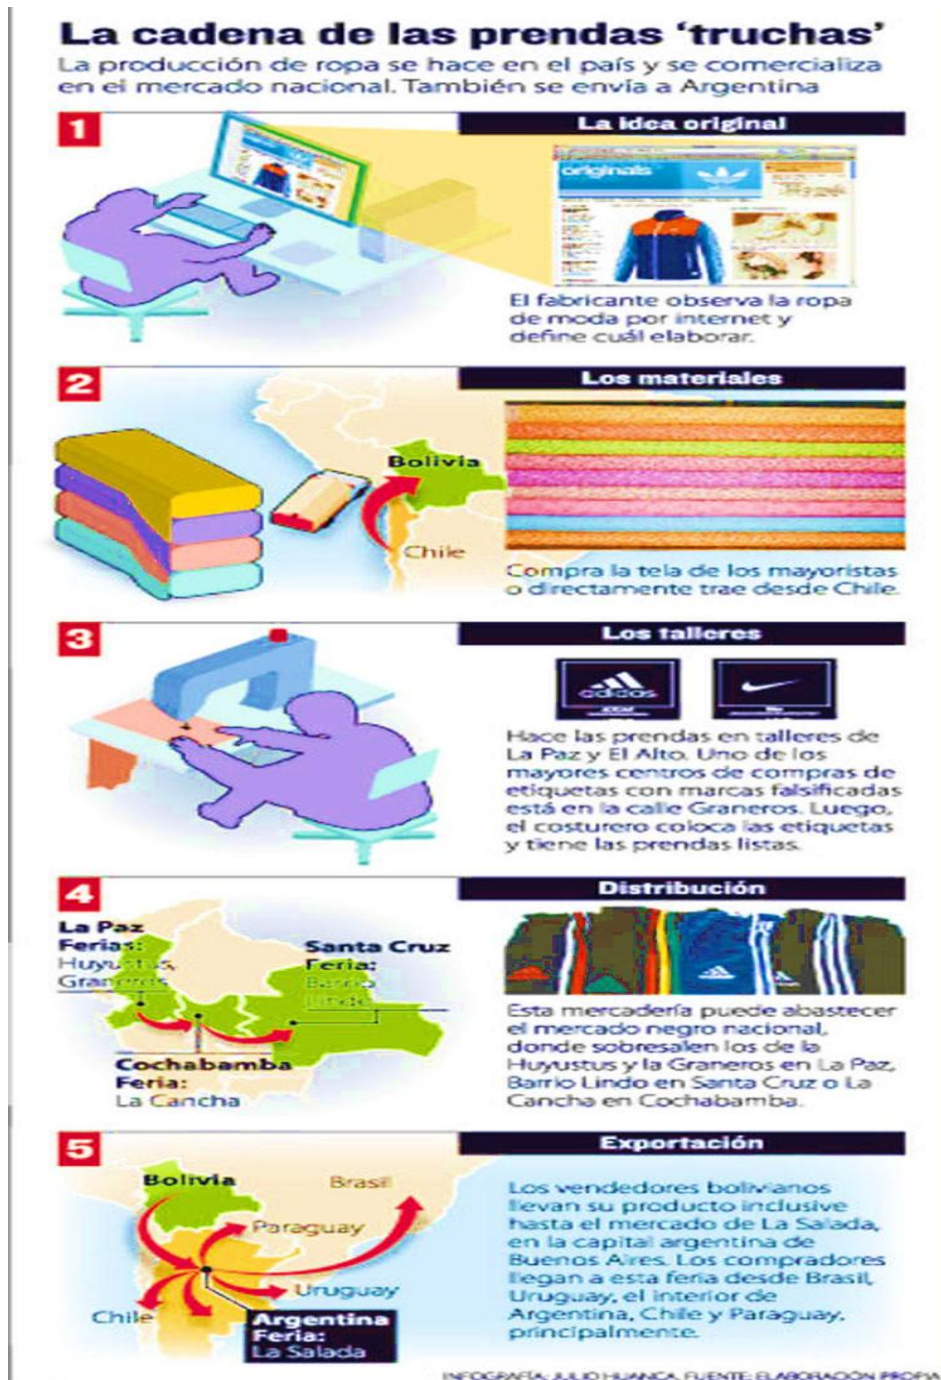 La cadena de las prendas ‘truchas’
La producción de ropa se hace en el país y se comercializa
en el mercado nacional. También se envía a Argentina
1
La idea original
originals
El fabricante observa la ropa
de moda por internet y
define cuál elaborar.
2
Los materiales
Bolivia
Chile
Compra la tela de los mayoristas
o directamente trae desde Chile.
3
Los talleres
adidas
Hace las prendas en talleres de
La Paz y El Alto. Uno de los
mayores centros de compras de
etiquetas con marcas falsificadas
está en la calle Graneros. Luego,
el costurero coloca las etiquetas
y tiene las prendas listas.
4
Distribución
La Paz
Ferias:
Huyustus,
Graneros
Santa Cruz
Feria:
Barrio
Lindo
Cochabamba
Feria:
La Cancha
Esta mercadería puede abastecer
el mercado negro nacional,
donde sobresalen los de la
Huyustus y la Graneros en La Paz,
Barrio Lindo en Santa Cruz o La
Cancha en Cochabamba.
5
Exportación
Bolivia
Brasil
Paraguay
Uruguay
Chile
Argentina
Feria:
La Salada
Los vendedores bolivianos
llevan su producto inclusive
hasta el mercado de La Salada,
en la capital argentina de
Buenos Aires. Los compradores
llegan a esta feria desde Brasil,
Uruguay, el interior de
Argentina, Chile y Paraguay,
principalmente.
INFOGRAFÍA: JULIO HUANCA. FUENTE: ELABORACIÓN PROPIA